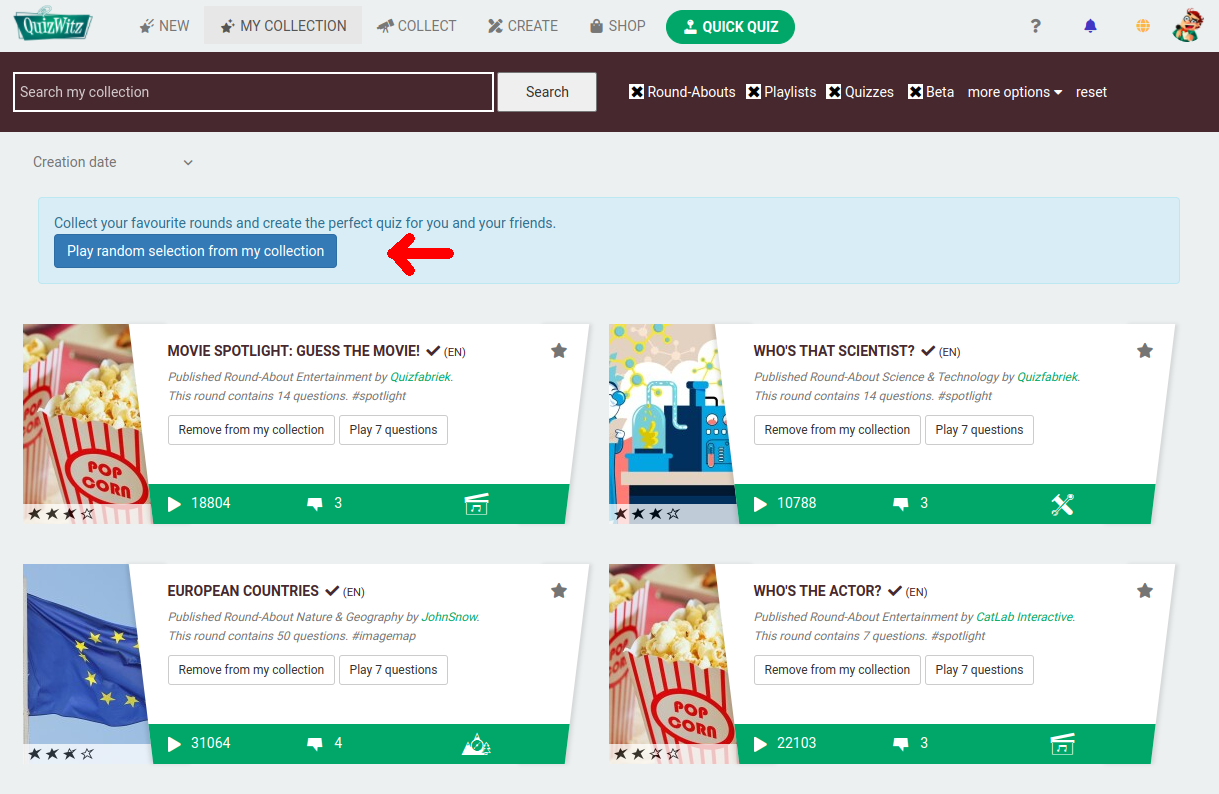 QuizWitz
NEW
MY COLLECTION
COLLECT
CREATE
SHOP
QUICK QUIZ
?
Search my collection
Search
Round-Abouts
Playlists
Quizzes
Beta
more options
reset
Creation date
Collect your favourite rounds and create the perfect quiz for you and your friends.
Play random selection from my collection
MOVIE SPOTLIGHT: GUESS THE MOVIE! (EN)
Published Round-About Entertainment by Quizfabriek.
This round contains 14 questions. #spotlight
Remove from my collection
Play 7 questions
POP
CORN
18804
3
WHO'S THAT SCIENTIST? (EN)
Published Round-About Science & Technology by Quizfabriek.
This round contains 14 questions. #spotlight
Remove from my collection
Play 7 questions
10788
3
EUROPEAN COUNTRIES (EN)
Published Round-About Nature & Geography by JohnSnow.
This round contains 50 questions. #imagemap
Remove from my collection
Play 7 questions
31064
4
WHO'S THE ACTOR? (EN)
Published Round-About Entertainment by CatLab Interactive.
This round contains 7 questions. #spotlight
Remove from my collection
Play 7 questions
POP
CORN
22103
3